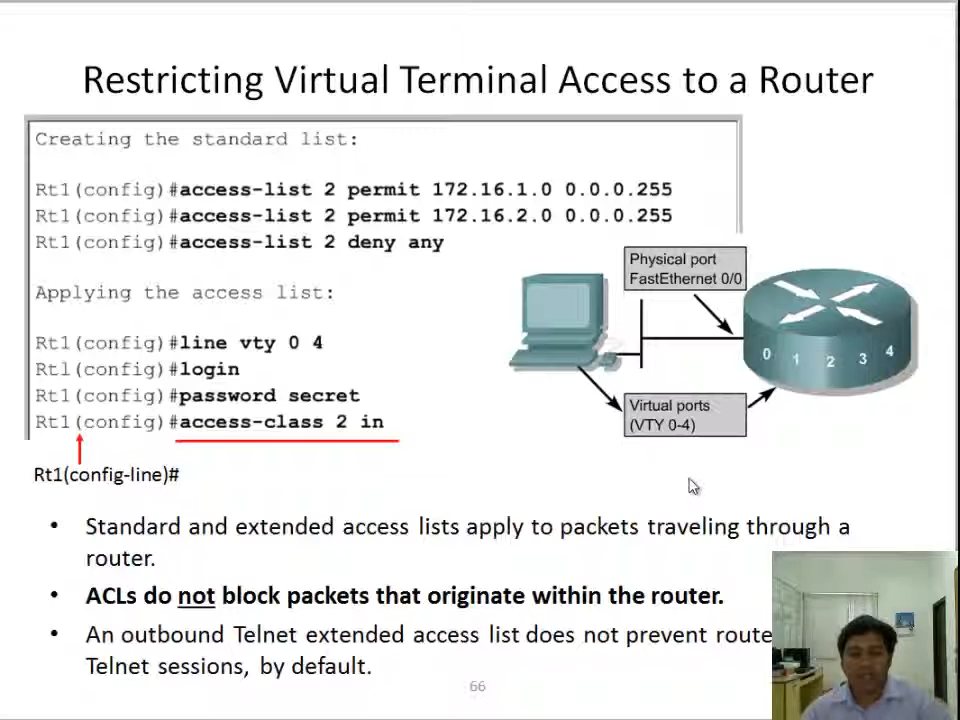 Restricting Virtual Terminal Access to a Router
Creating the standard list:
Rt1(config)#access-list 2 permit 172.16.1.0 0.0.0.255
Rt1(config)#access-list 2 permit 172.16.2.0 0.0.0.255
Rt1(config)#access-list 2 deny any
Applying the access list:
Rt1(config)#line vty 0 4
Rt1(config)#login
Rt1(config)#password secret
Rt1(config)#access-class 2 in
Rt1(config-line)#
Physical port
FastEthernet 0/0
0 1 2 3 4
Virtual ports
(VTY 0-4)
• Standard and extended access lists apply to packets traveling through a
router.
• ACLs do not block packets that originate within the router.
• An outbound Telnet extended access list does not prevent route
Telnet sessions, by default.
66